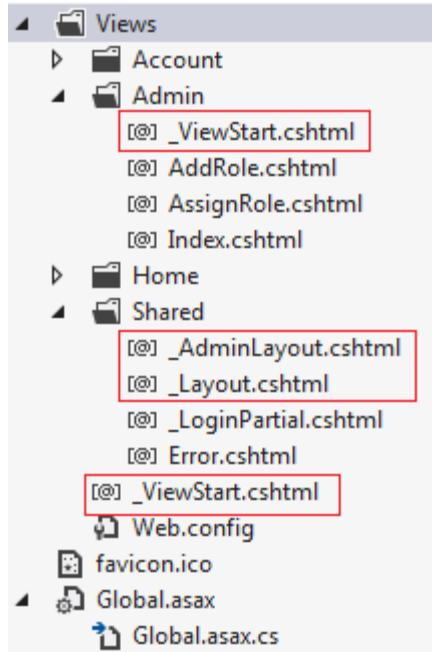 Views
Account
Admin
[@] _ViewStart.cshtml
[@] AddRole.cshtml
[@] AssignRole.cshtml
[@] Index.cshtml
Home
Shared
[@] _AdminLayout.cshtml
[@] _Layout.cshtml
[@] _LoginPartial.cshtml
[@] Error.cshtml
[@] _ViewStart.cshtml
Web.config
favicon.ico
Global.asax
Global.asax.cs